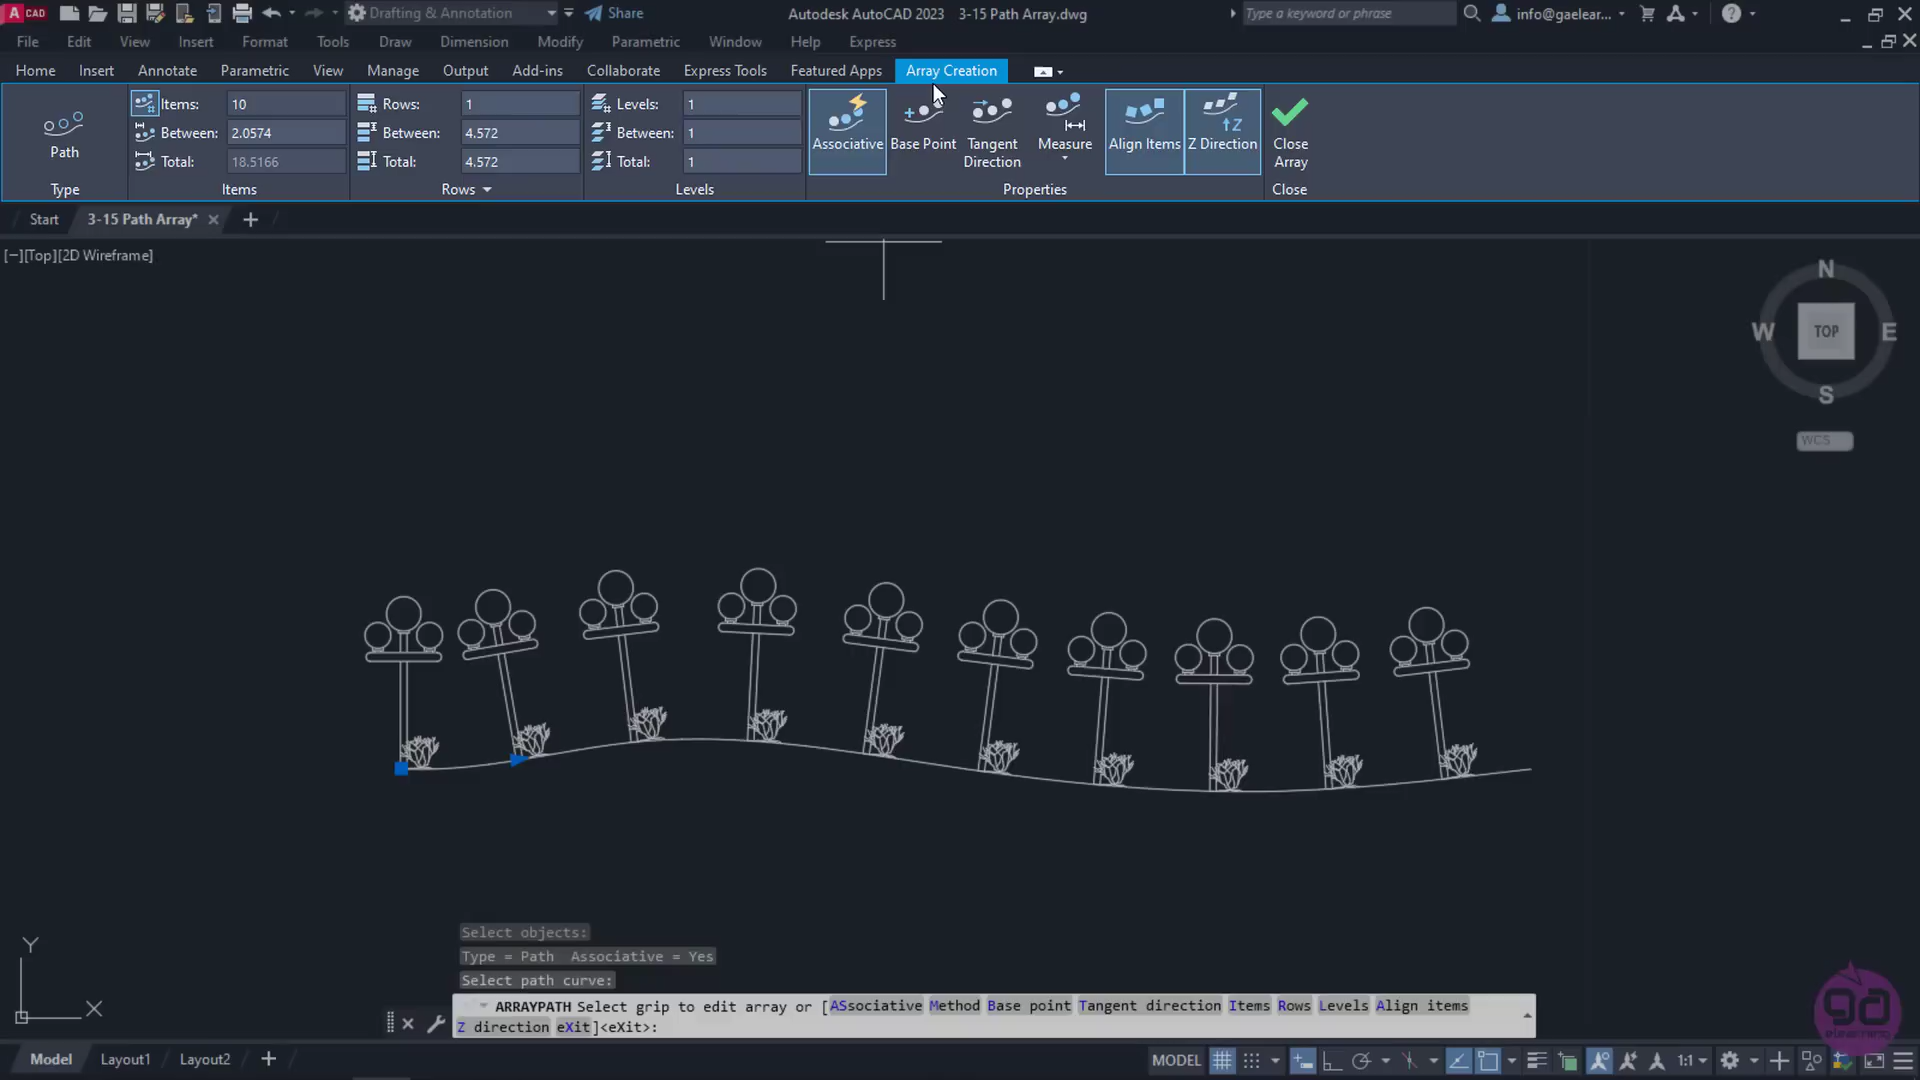 A CAD Drafting & Annotation Share Autodesk AutoCAD 2023 3-15 Path Array.dwg Type a keyword or phrase info@gaelear...
File Edit View Insert Format Tools Draw Dimension Modify Parametric Window Help Express
Home Insert Annotate Parametric View Manage Output Add-ins Collaborate Express Tools Featured Apps Array Creation
Items: 10 Rows: 1 Levels: 1
Between: 2.0574 Between: 4.572 Between: 1
Total: 18.5166 Total: 4.572 Total: 1
Path Associative Base Point Tangent Direction Measure Align Items Z Direction Close Array
Type Items Rows Levels Properties Close
Start 3-15 Path Array*
[−][Top][2D Wireframe]
N
W TOP E
S
WCS
Select objects:
Type = Path Associative = Yes
Select path curve:
ARRAYPATH Select grip to edit array or [ASsociative Method Base point Tangent direction Items Rows Levels Align items
Z direction eXit]<eXit>:
Y
X
ga
elearning
Model Layout1 Layout2 MODEL 1:1